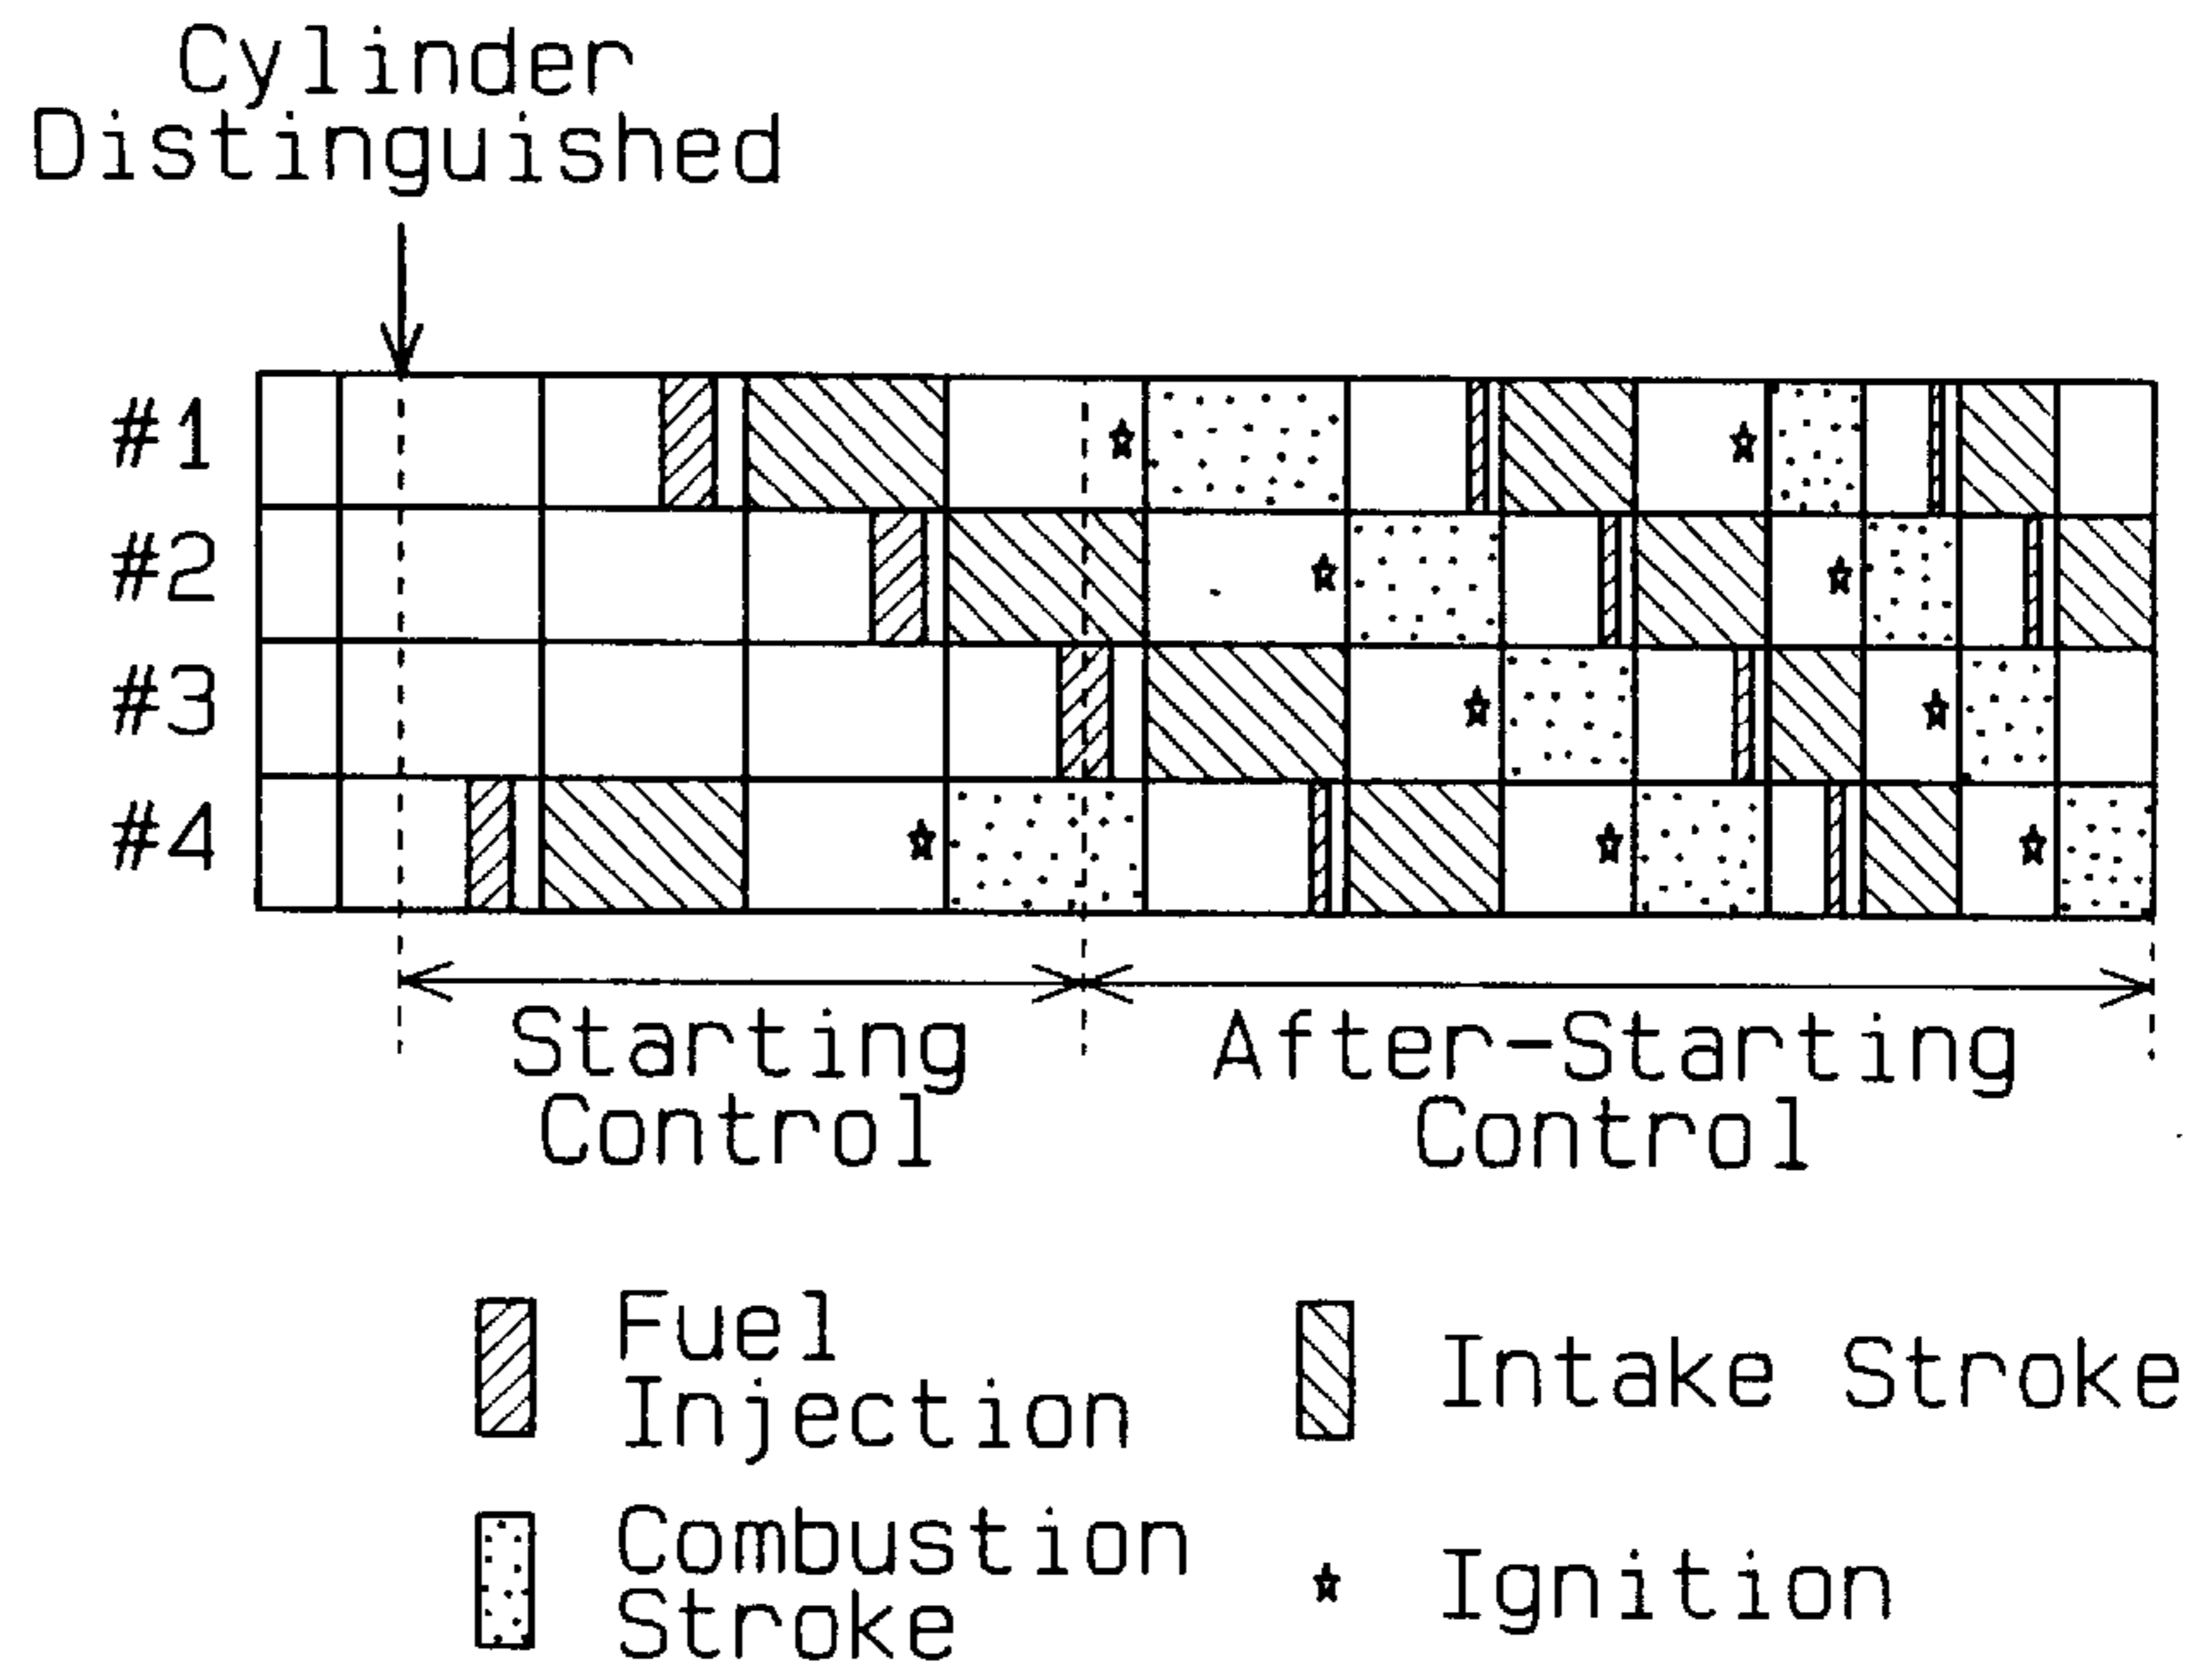 Cylinder
Distinguished
#1
#2
#3
#4
Starting
Control
After-Starting
Control
Fuel
Injection
Intake Stroke
Combustion
Stroke
Ignition